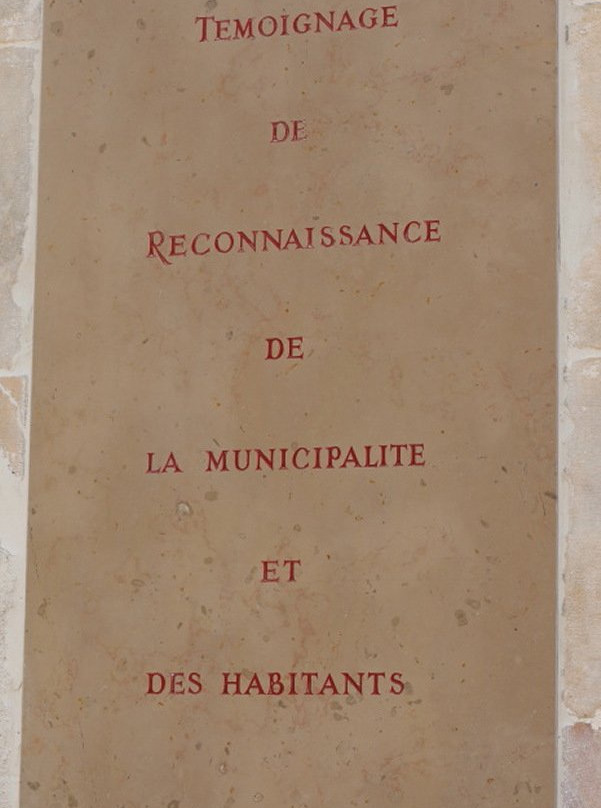 TEMOIGNAGE
DE
RECONNAISSANCE
DE
LA MUNICIPALITE
ET
DES HABITANTS